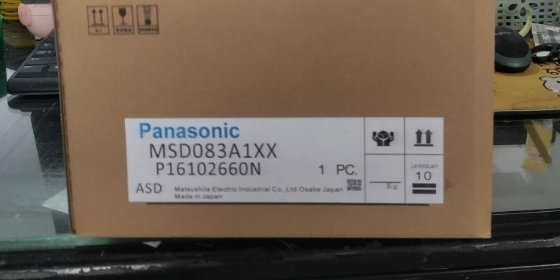 Panasonic
MSD083A1XX
P16102660N
1 PC.
ASD
Matsushita Electric Industrial Co., Ltd. Osaka Japan
Made in Japan
10